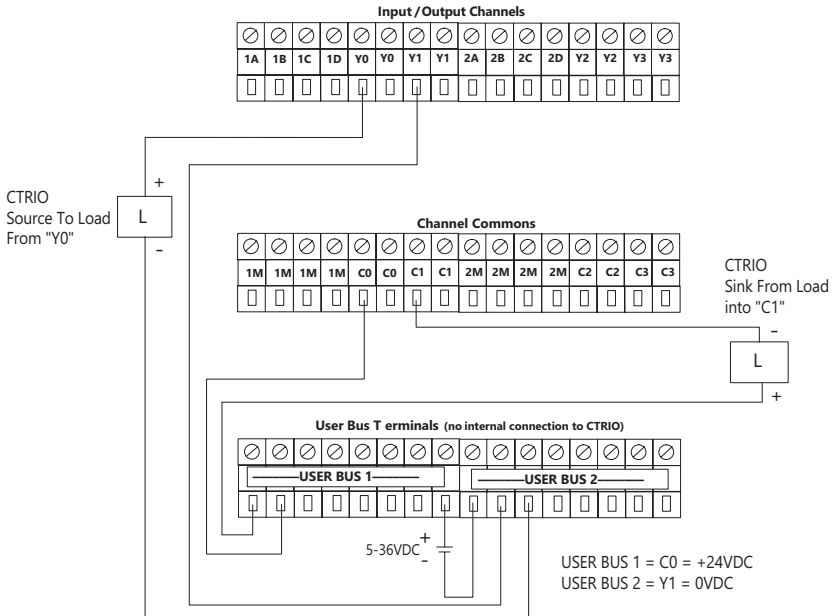 Input/Output Channels
1A 1B 1C 1D Y0 Y0 Y1 Y1 2A 2B 2C 2D Y2 Y2 Y3 Y3
+
CTRIO
Source To Load
From "Y0"
L
-
Channel Commons
1M 1M 1M 1M C0 C0 C1 C1 2M 2M 2M 2M C2 C2 C3 C3
CTRIO
Sink From Load
into "C1"
-
L
+
User Bus T erminals (no internal connection to CTRIO)
USER BUS 1
USER BUS 2
5-36VDC
+
-
USER BUS 1 = C0 = +24VDC
USER BUS 2 = Y1 = 0VDC